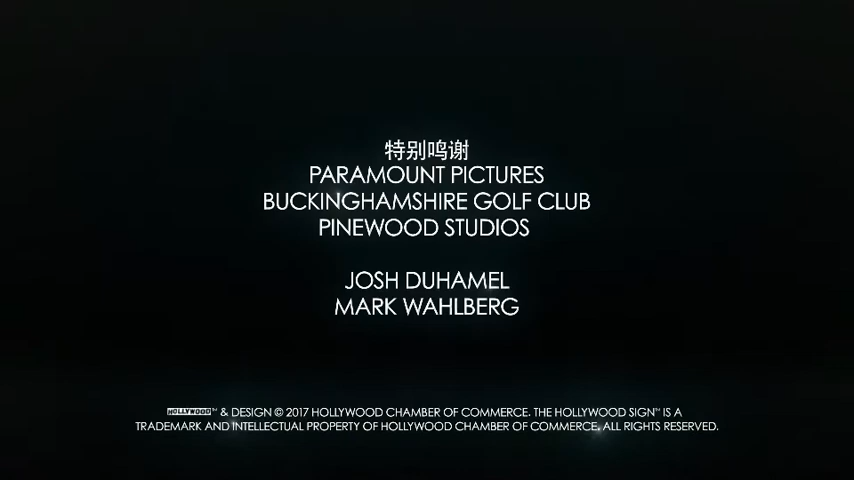 特别鸣谢
PARAMOUNT PICTURES
BUCKINGHAMSHIRE GOLF CLUB
PINEWOOD STUDIOS
JOSH DUHAMEL
MARK WAHLBERG
HOLLYWOOD™ & DESIGN © 2017 HOLLYWOOD CHAMBER OF COMMERCE. THE HOLLYWOOD SIGN™ IS A
TRADEMARK AND INTELLECTUAL PROPERTY OF HOLLYWOOD CHAMBER OF COMMERCE. ALL RIGHTS RESERVED.